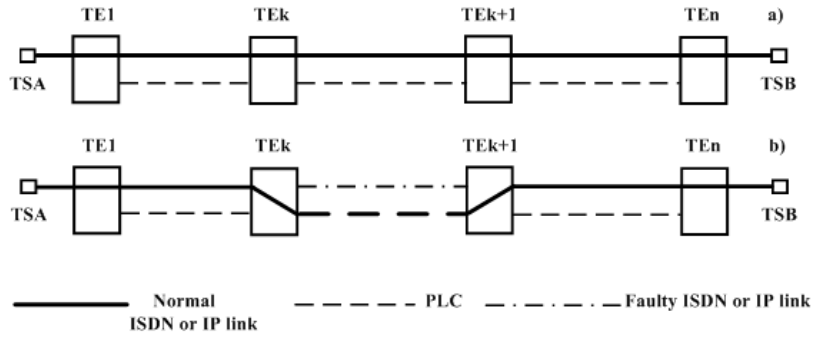 TE1 TEk TEk+1 TEn a)
TSA TSB
TE1 TEk TEk+1 TEn b)
TSA TSB
Normal PLC Faulty ISDN or IP link
ISDN or IP link